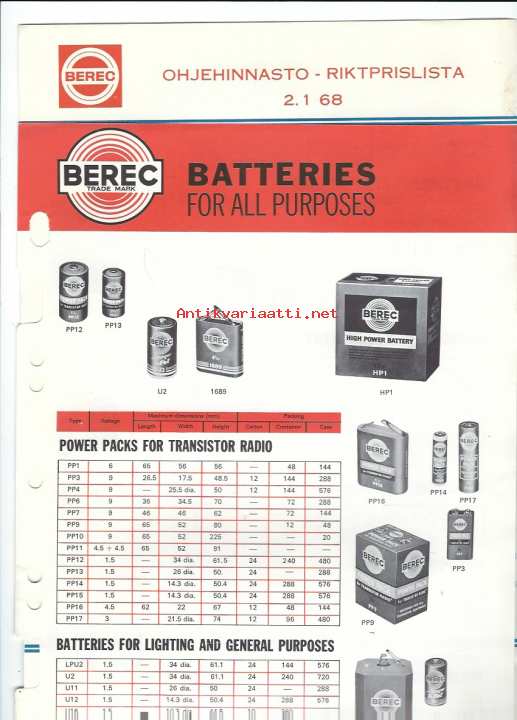 BEREC
OHJEHINNASTO - RIKTPRISLISTA
2.1 68
BEREC
TRADE MARK
BATTERIES
FOR ALL PURPOSES
Antikvariaatti.net
PP12
PP13
U2
1689
BEREC
HIGH POWER BATTERY
HP1
HP1
Type Voltage Maximum dimensions (mm) Packing
Length Width Height Carton Container Case
POWER PACKS FOR TRANSISTOR RADIO
PP1 6 65 56 56 — 48 144
PP3 9 26.5 17.5 48.5 12 144 288
PP4 9 — 25.5 dia. 50 12 144 576
PP6 9 36 34.5 70 — 72 288
PP7 9 46 46 62 — 72 144
PP9 9 65 52 80 — 12 48
PP10 9 65 52 225 — — 20
PP11 4.5 + 4.5 65 52 91 — — —
PP12 1.5 — 34 dia. 61.5 24 240 480
PP13 1.5 — 26 dia. 50. 24 — 288
PP14 1.5 — 14.3 dia. 50.4 24 288 576
PP15 1.5 — 14.3 dia. 50.4 24 288 576
PP16 4.5 62 22 67 12 48 144
PP17 3 — 21.5 dia. 74 12 96 480
PP16
PP14
PP17
PP3
BEREC
PP9
BATTERIES FOR LIGHTING AND GENERAL PURPOSES
LPU2 1.5 — 34 dia. 61.1 24 144 576
U2 1.5 — 34 dia. 61.1 24 240 720
U11 1.5 — 26 dia. 50 24 — 288
U12 1.5 — 14.3 dia. 50.4 24 288 576
BEREC